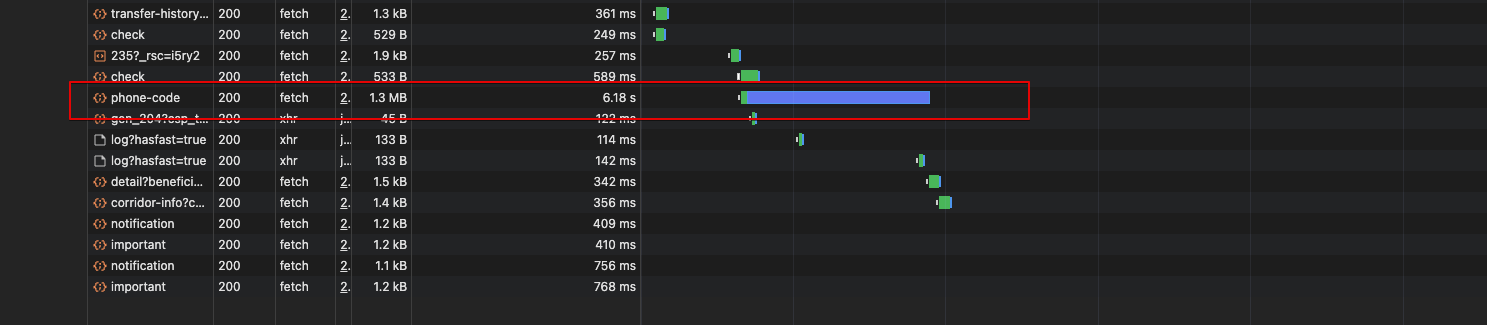 transfer-history... 200 fetch 2. 1.3 kB 361 ms
check 200 fetch 2. 529 B 249 ms
235?_rsc=i5ry2 200 fetch 2. 1.9 kB 257 ms
check 200 fetch 2. 533 B 589 ms
phone-code 200 fetch 2. 1.3 MB 6.18 s
gen_204?csp_t... 200 xhr j... 45 B 122 ms
log?hasfast=true 200 xhr j... 133 B 114 ms
log?hasfast=true 200 xhr j... 133 B 142 ms
detail?benefici... 200 fetch 2. 1.5 kB 342 ms
corridor-info?c... 200 fetch 2. 1.4 kB 356 ms
notification 200 fetch 2. 1.2 kB 409 ms
important 200 fetch 2. 1.2 kB 410 ms
notification 200 fetch 2. 1.1 kB 756 ms
important 200 fetch 2. 1.2 kB 768 ms